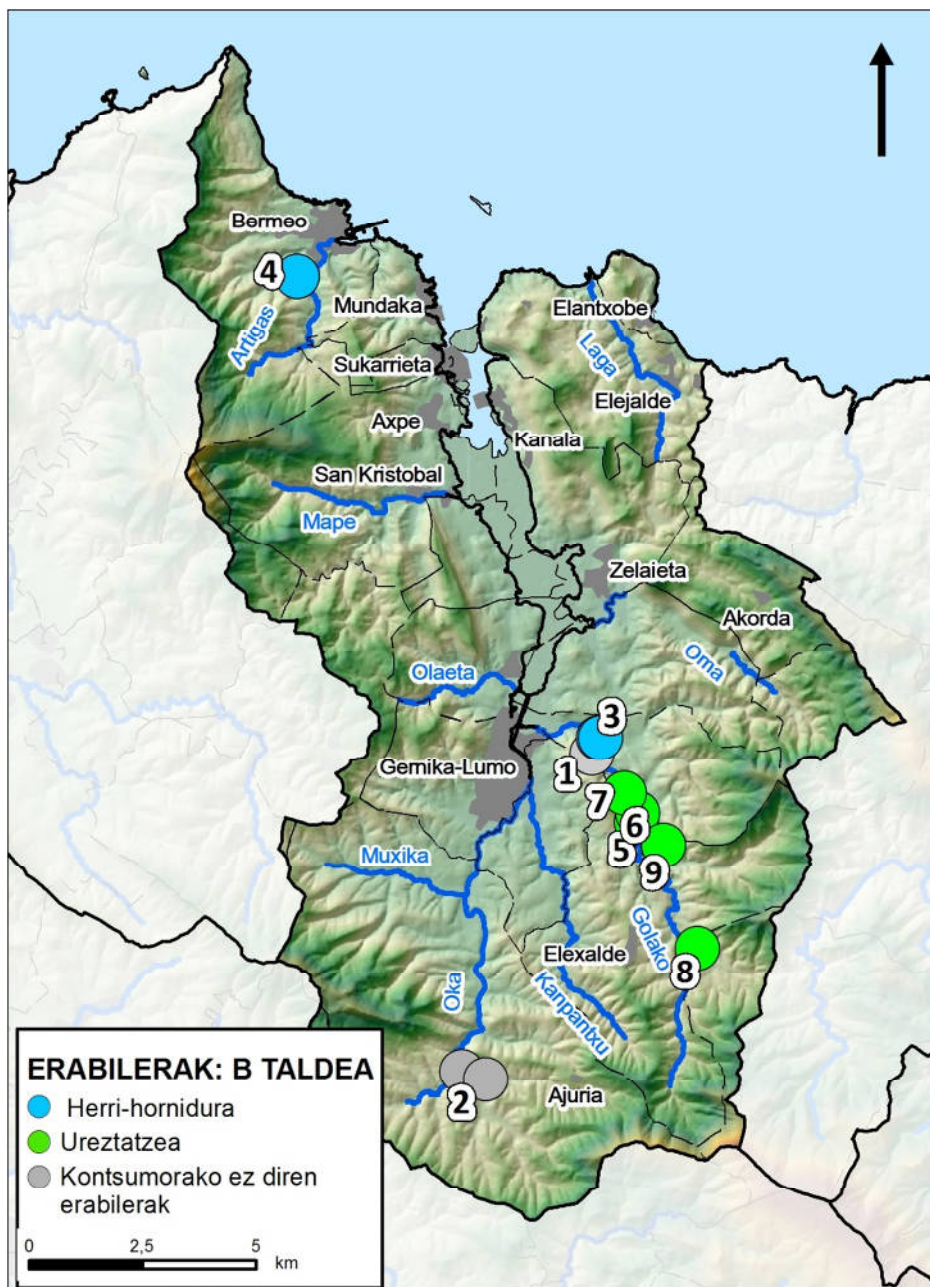 Bermeo
4
Mundaka
Elantxobe
Artigas
Laga
Sukarrieta
Elejalde
Axpe
Kanala
San Kristobal
Mape
Zelaieta
Akorda
Olaeta
Oma
3
Gernika-Lumo
1
7
6
5
Muxika
9
Golako
Elexalde
8
Oka
Kanpantxu
2
Ajuria
ERABILERAK: B TALDEA
Herri-hornidura
Ureztatzea
Kontsumorako ez diren
erabilerak
0 2,5 5
km